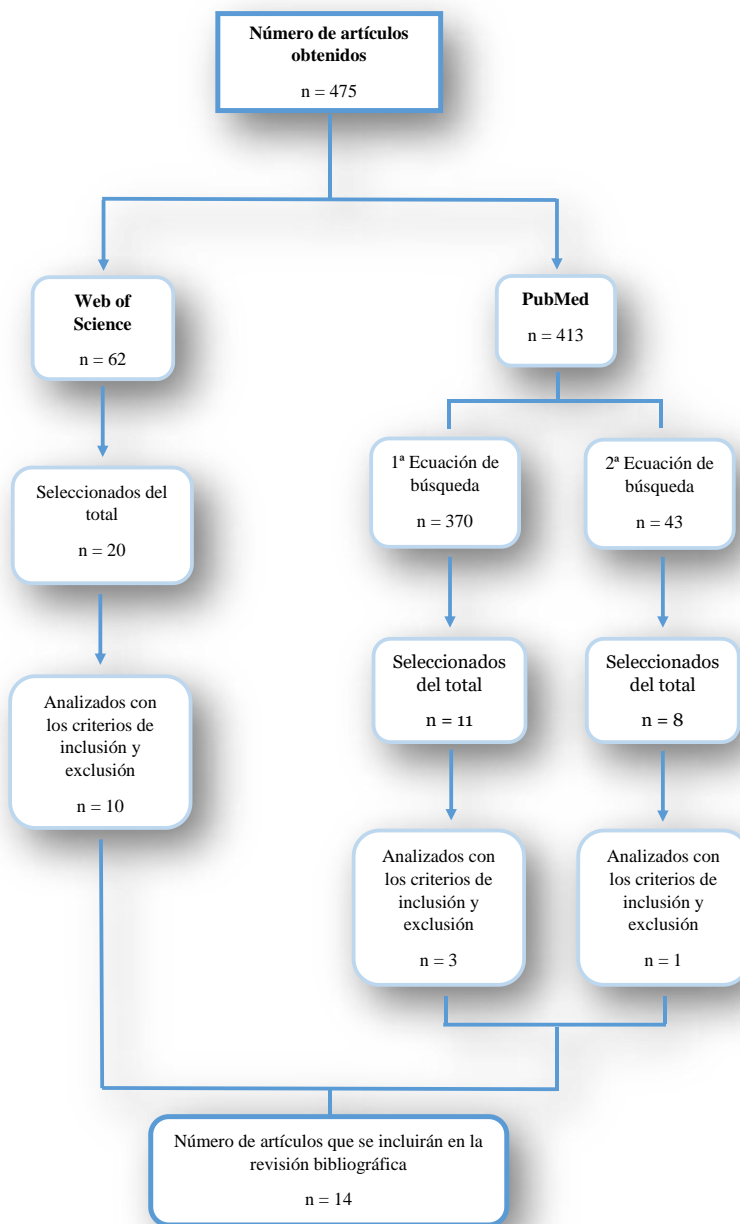 Número de artículos
obtenidos
n = 475
Web of
Science
n = 62
PubMed
n = 413
Seleccionados del
total
n = 20
1ª Ecuación de
búsqueda
n = 370
2ª Ecuación de
búsqueda
n = 43
Analizados con
los criterios de
inclusión y
exclusión
n = 10
Seleccionados
del total
n = 11
Seleccionados
del total
n = 8
Analizados con
los criterios de
inclusión y
exclusión
n = 3
Analizados con
los criterios de
inclusión y
exclusión
n = 1
Número de artículos que se incluirán en la
revisión bibliográfica
n = 14